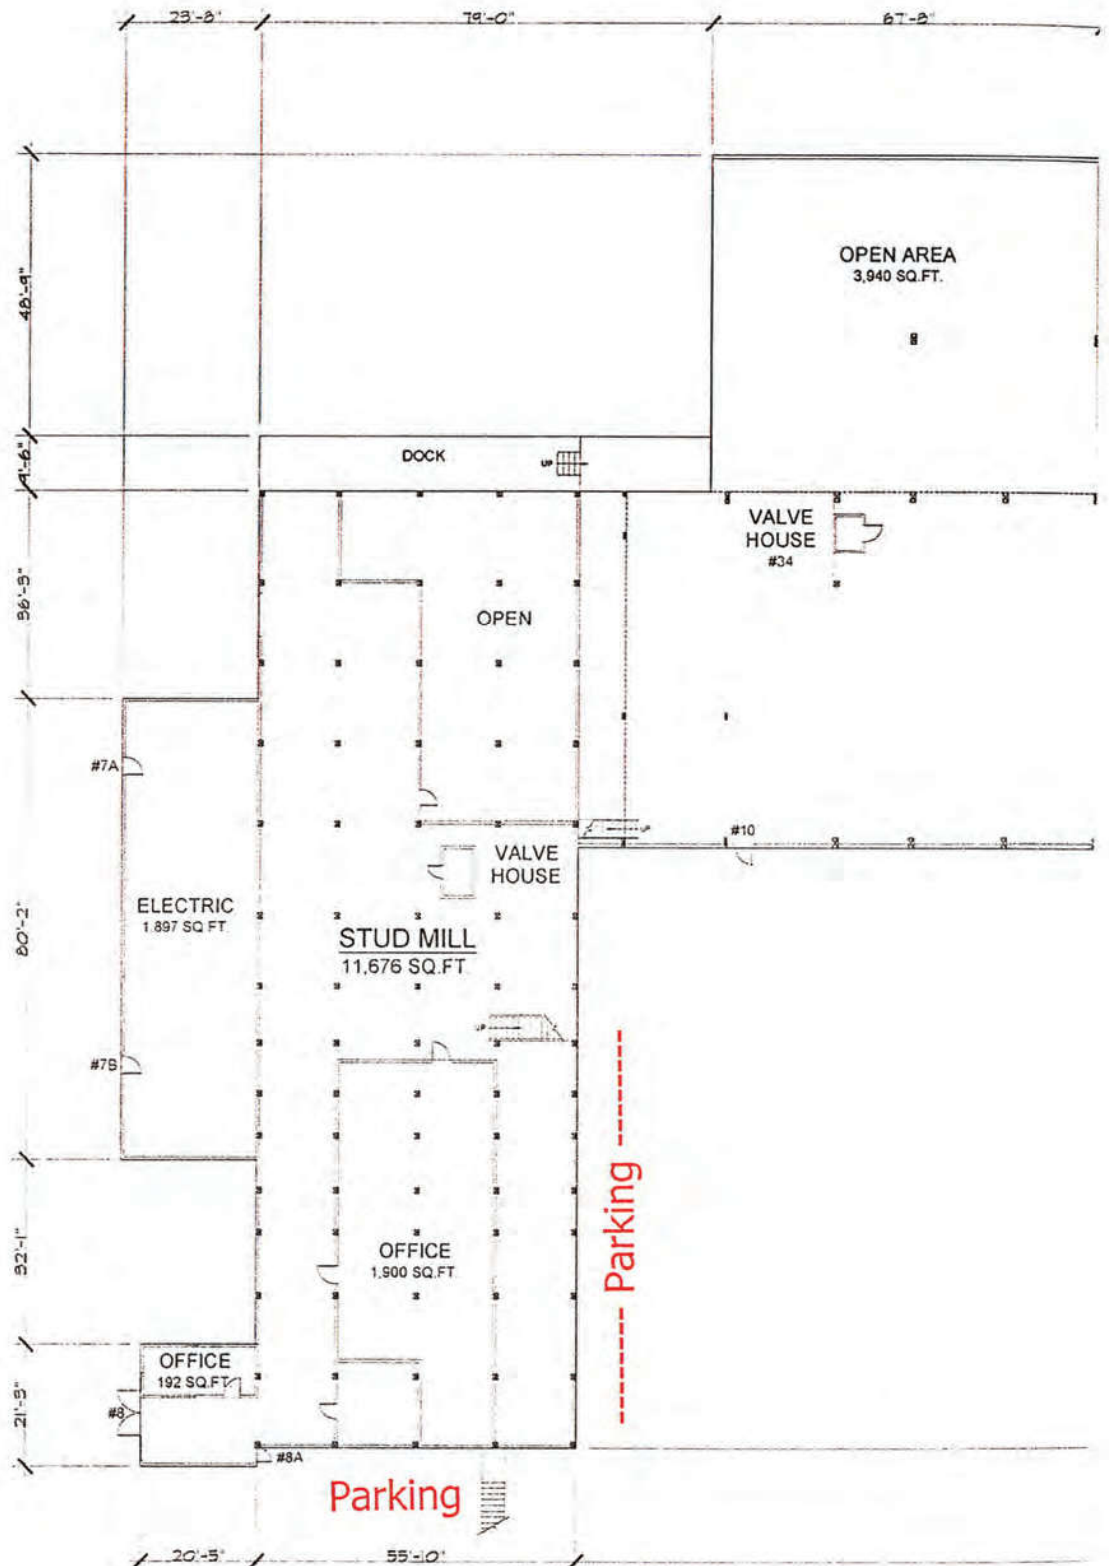 23'-8"
79'-0"
67'-8"
48'-9"
OPEN AREA
3,940 SQ.FT.
9'-6"
DOCK
UP
VALVE
HOUSE
#34
36'-3"
OPEN
#7A
#10
VALVE
HOUSE
ELECTRIC
1,897 SQ FT
80'-2"
STUD MILL
11,676 SQ.FT.
UP
#7B
Parking
OFFICE
1,900 SQ.FT
32'-1"
OFFICE
192 SQ.FT
#8
21'-3"
#8A
Parking
20'-5"
55'-10"